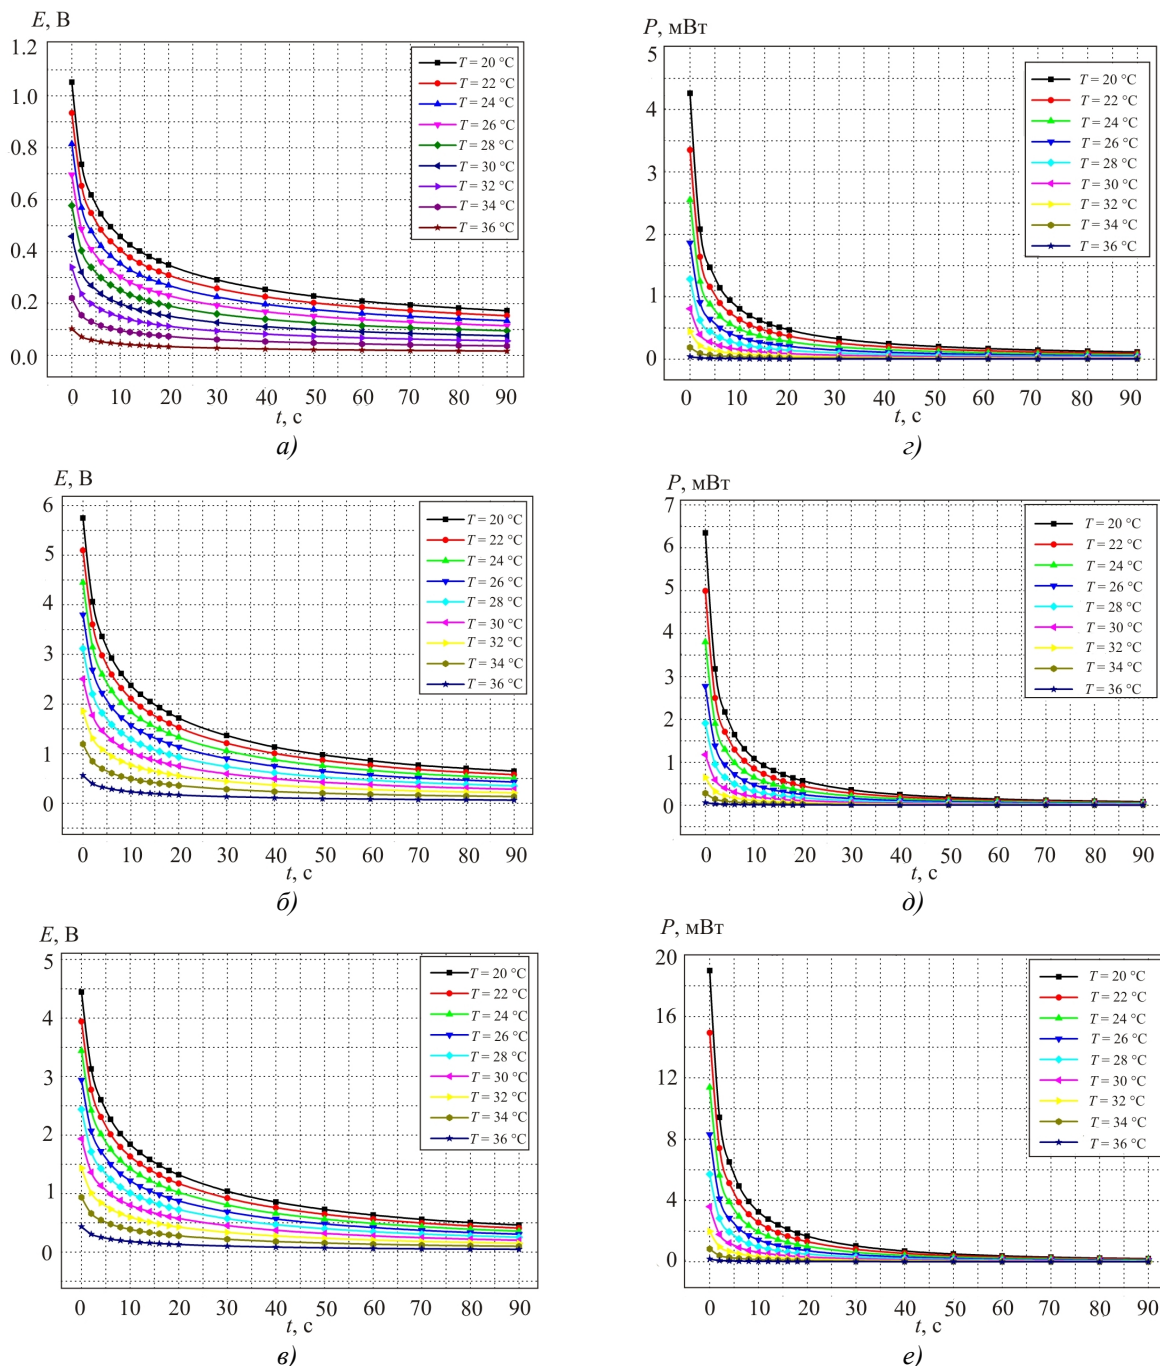 E, В
1.2
1.0
0.8
0.6
0.4
0.2
0.0
0 10 20 30 40 50 60 70 80 90
t, с
T = 20 °C
T = 22 °C
T = 24 °C
T = 26 °C
T = 28 °C
T = 30 °C
T = 32 °C
T = 34 °C
T = 36 °C
а)
P, мВт
5
4
3
2
1
0
0 10 20 30 40 50 60 70 80 90
t, с
T = 20 °C
T = 22 °C
T = 24 °C
T = 26 °C
T = 28 °C
T = 30 °C
T = 32 °C
T = 34 °C
T = 36 °C
г)
E, В
6
5
4
3
2
1
0
0 10 20 30 40 50 60 70 80 90
t, с
T = 20 °C
T = 22 °C
T = 24 °C
T = 26 °C
T = 28 °C
T = 30 °C
T = 32 °C
T = 34 °C
T = 36 °C
б)
P, мВт
7
6
5
4
3
2
1
0
0 10 20 30 40 50 60 70 80 90
t, с
T = 20 °C
T = 22 °C
T = 24 °C
T = 26 °C
T = 28 °C
T = 30 °C
T = 32 °C
T = 34 °C
T = 36 °C
д)
E, В
5
4
3
2
1
0
0 10 20 30 40 50 60 70 80 90
t, с
T = 20 °C
T = 22 °C
T = 24 °C
T = 26 °C
T = 28 °C
T = 30 °C
T = 32 °C
T = 34 °C
T = 36 °C
в)
P, мВт
20
16
12
8
4
0
0 10 20 30 40 50 60 70 80 90
t, с
T = 20 °C
T = 22 °C
T = 24 °C
T = 26 °C
T = 28 °C
T = 30 °C
T = 32 °C
T = 34 °C
T = 36 °C
е)